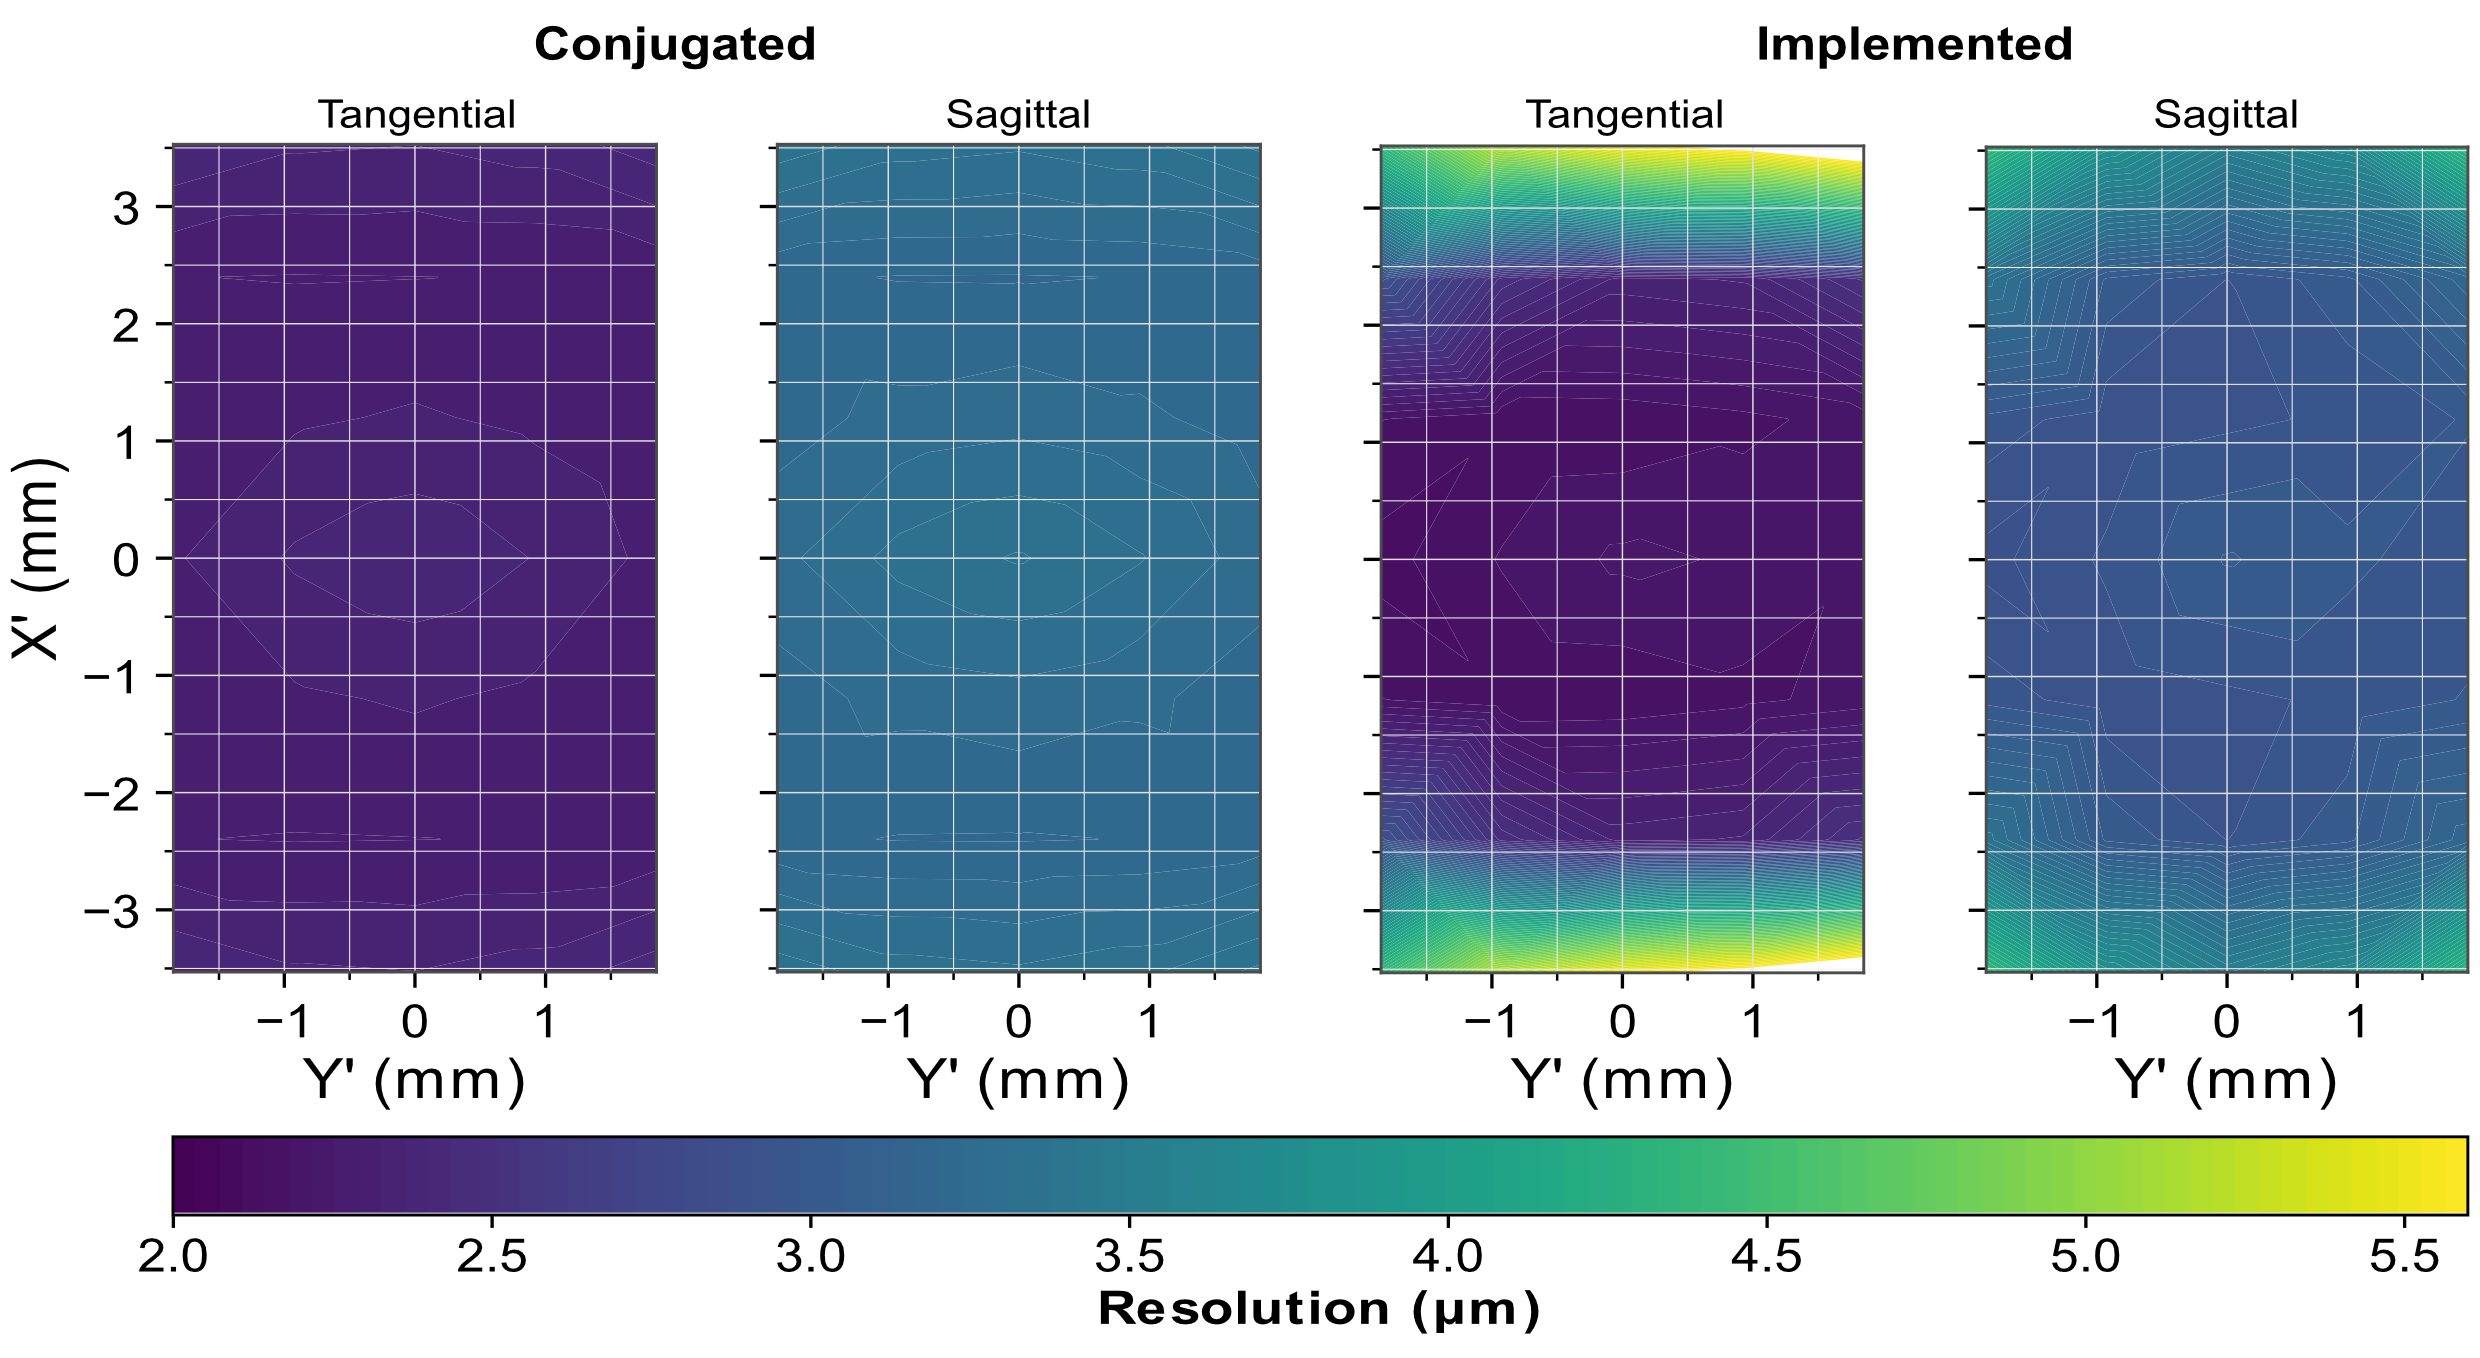 Conjugated Implemented
Tangential Sagittal Tangential Sagittal
3
2
1
0
−1
−2
−3
X' (mm)
−1 0 1 −1 0 1 −1 0 1 −1 0 1
Y' (mm) Y' (mm) Y' (mm) Y' (mm)
2.0 2.5 3.0 3.5 4.0 4.5 5.0 5.5
Resolution (μm)